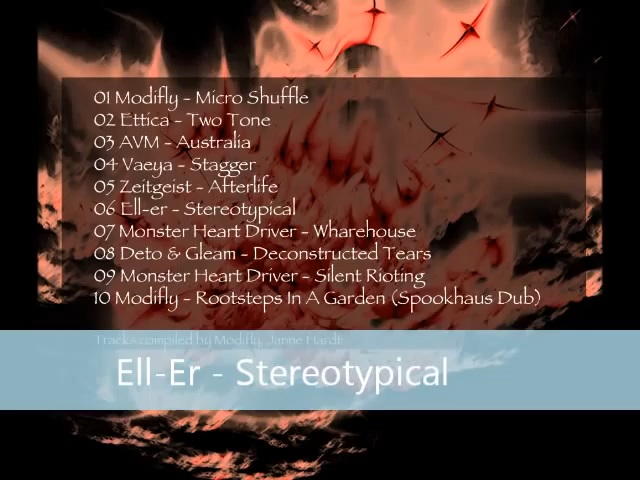 01 Modifly - Micro Shuffle
02 Ettica - Two Tone
03 AVM - Australia
04 Vaeya - Stagger
05 Zeitgeist - Afterlife
06 Ell-er - Stereotypical
07 Monster Heart Driver - Wharehouse
08 Deto & Gleam - Deconstructed Tears
09 Monster Heart Driver - Silent Rioting
10 Modifly - Rootsteps In A Garden (Spookhaus Dub)
Tracks compiled by Modifly, Janne Hardt
Ell-Er - Stereotypical